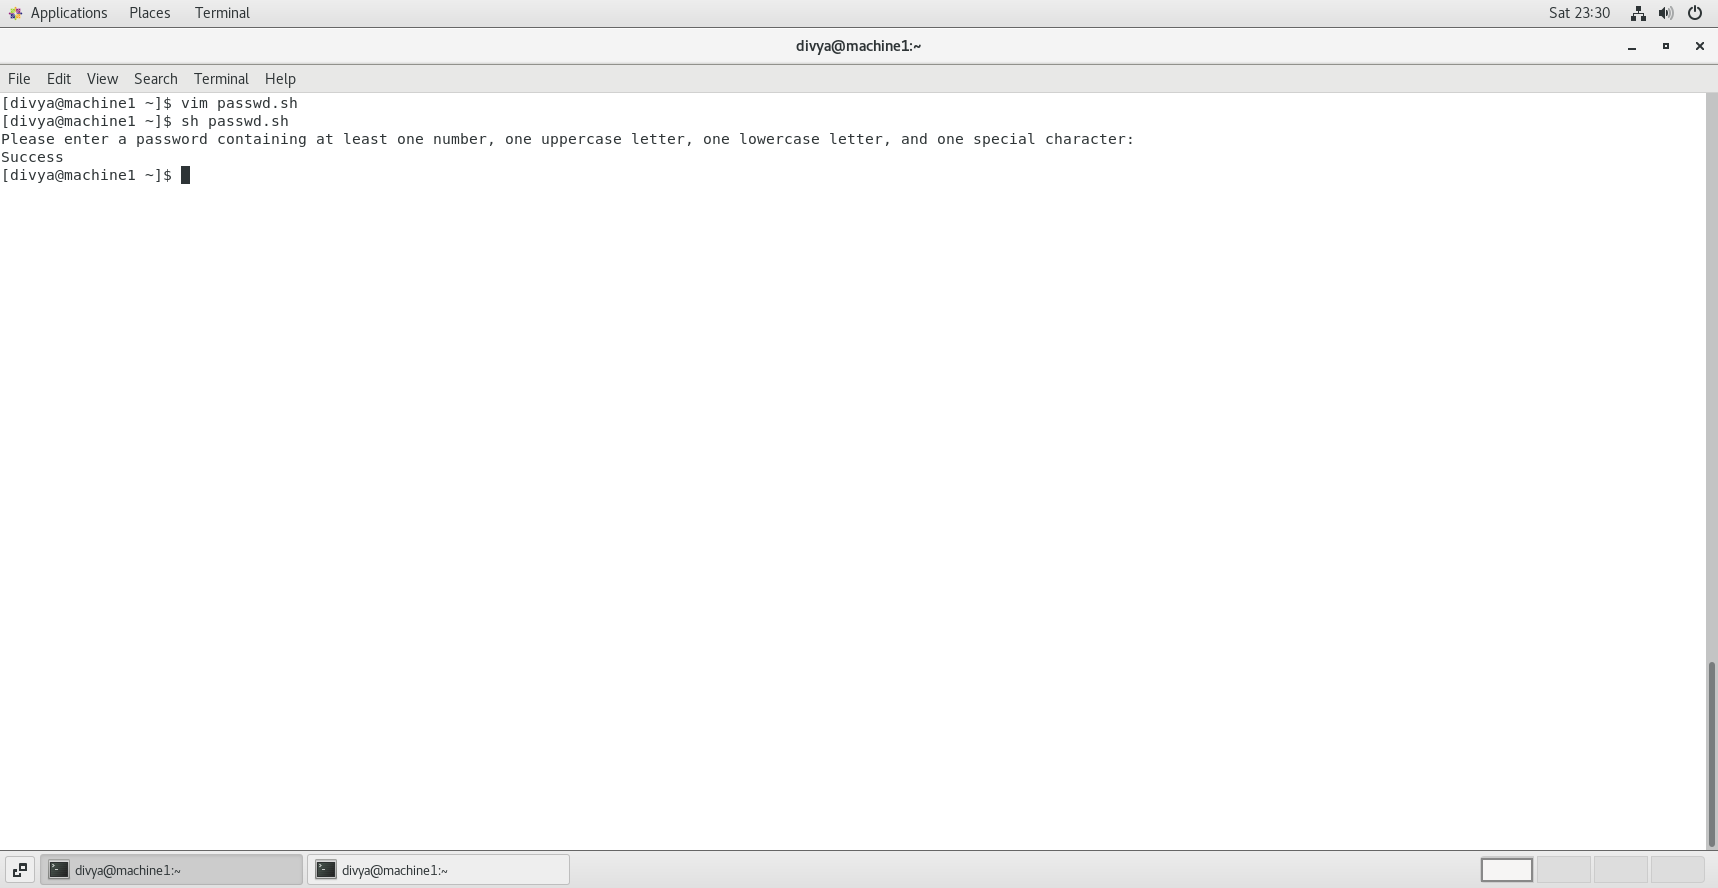 Applications Places Terminal Sat 23:30
divya@machine1:~
File Edit View Search Terminal Help
[divya@machine1 ~]$ vim passwd.sh
[divya@machine1 ~]$ sh passwd.sh
Please enter a password containing at least one number, one uppercase letter, one lowercase letter, and one special character:
Success
[divya@machine1 ~]$
divya@machine1:~ divya@machine1:~